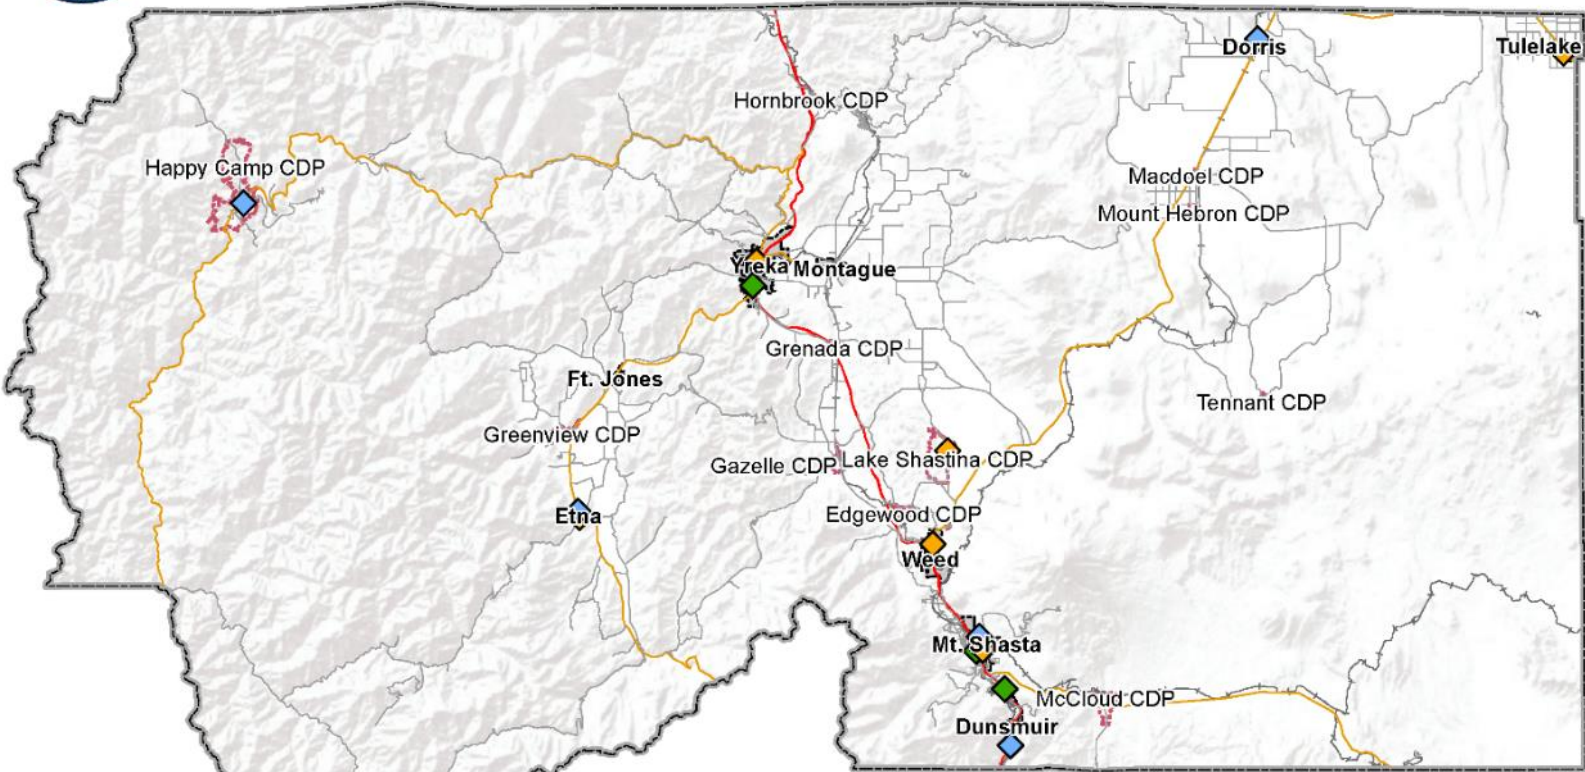 Dorris
Tulelake
Hornbrook CDP
Happy Camp CDP
Macdoel CDP
Mount Hebron CDP
Yreka
Montague
Grenada CDP
Ft. Jones
Tennant CDP
Greenview CDP
Gazelle CDP
Lake Shastina CDP
Etna
Edgewood CDP
Weed
Mt. Shasta
McCloud CDP
Dunsmuir